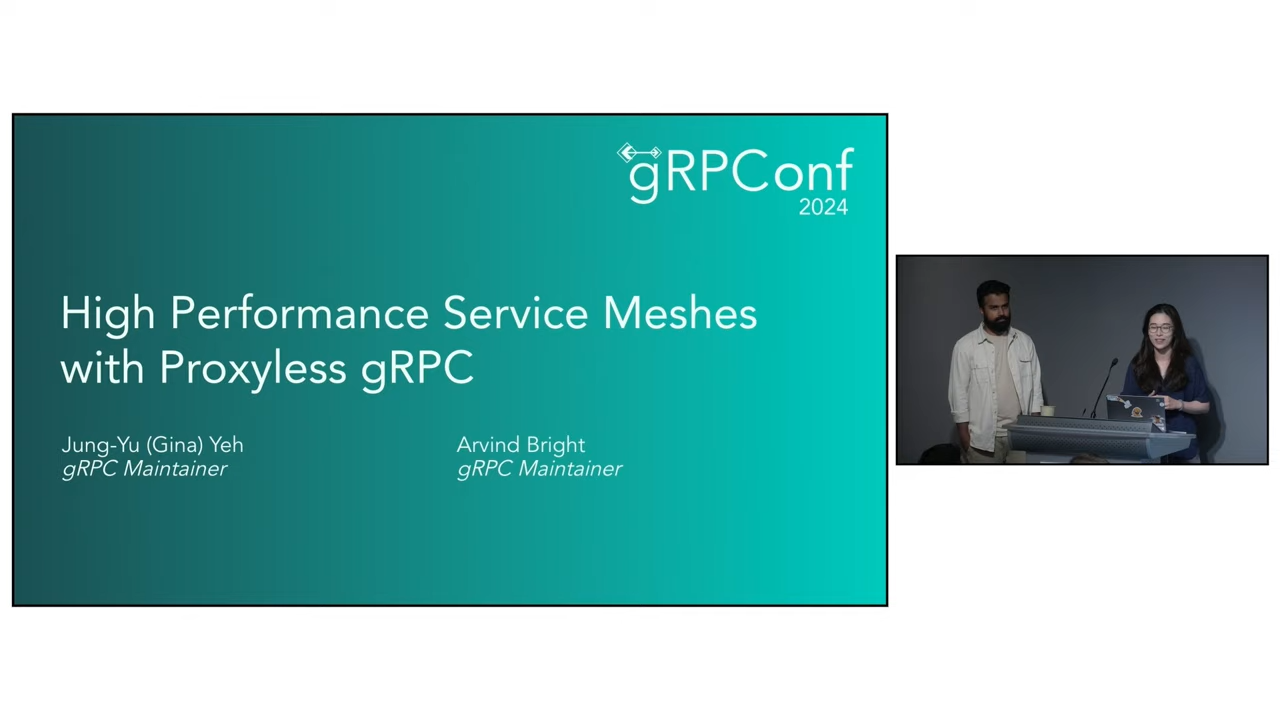 gRPConf
2024
High Performance Service Meshes
with Proxyless gRPC
Jung-Yu (Gina) Yeh
gRPC Maintainer
Arvind Bright
gRPC Maintainer